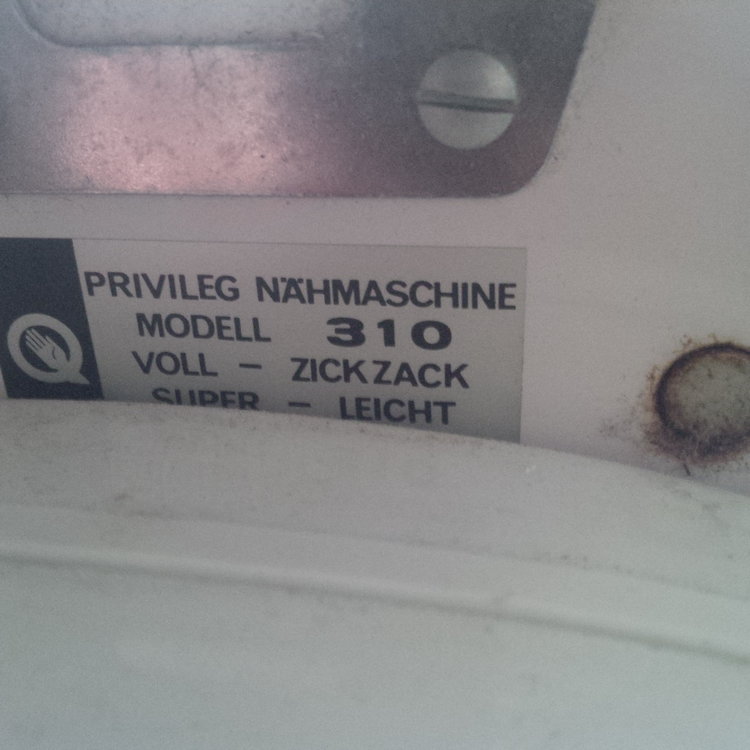 PRIVILEG NÄHMASCHINE
MODELL 310
VOLL - ZICKZACK
SUPER - LEICHT